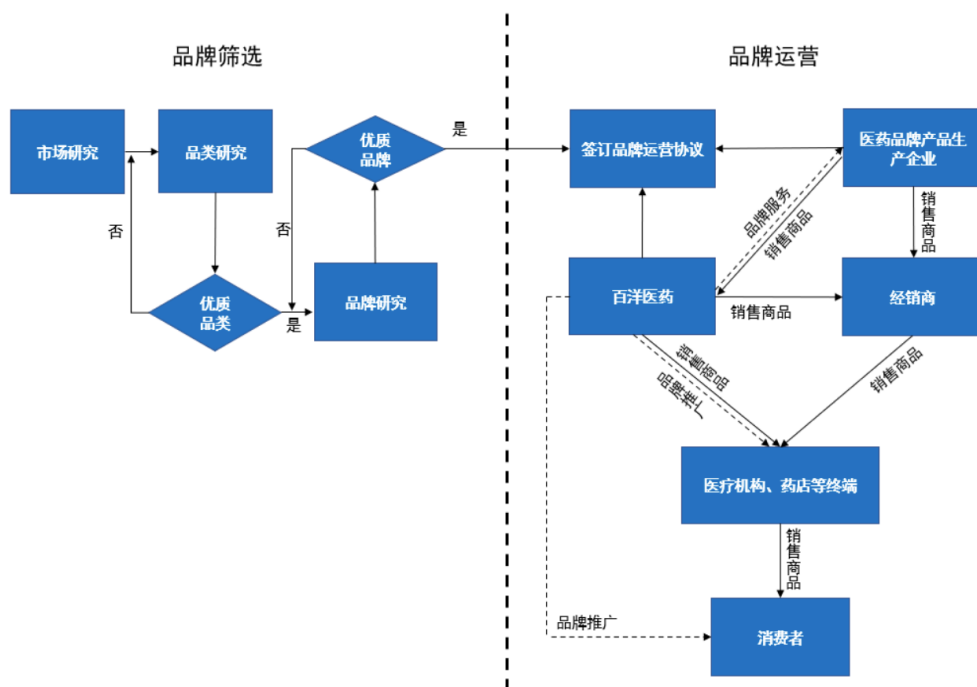 品牌筛选
品牌运营
市场研究
品类研究
优质
品牌
是
签订品牌运营协议
医药品牌产品生
产企业
否
否
品牌服务
销售商品
销售商品
优质
品类
是
品牌研究
百洋医药
销售商品
经销商
销售商品
品牌推广
销售商品
医疗机构、药店等终端
销售商品
品牌推广
消费者